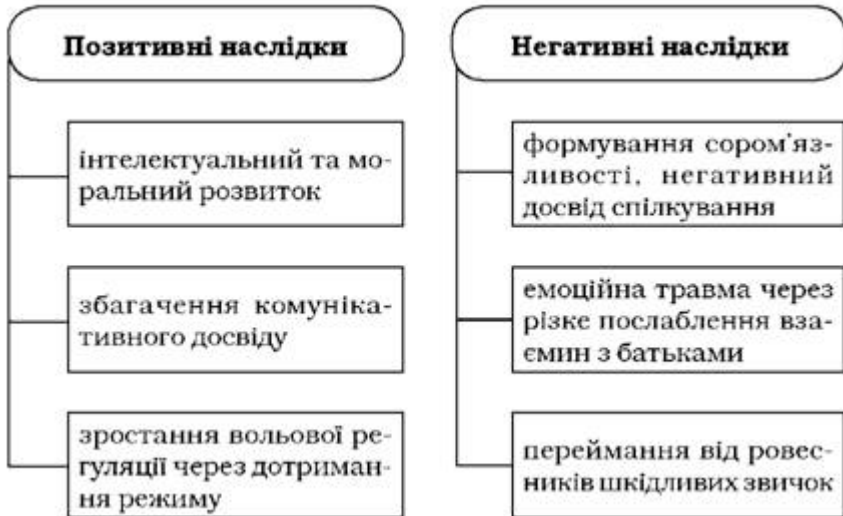 Позитивні наслідки
інтелектуальний та мо-
ральний розвиток
збагачення комуніка-
тивного досвіду
зростання вольової ре-
гуляції через дотриман-
ня режиму
Негативні наслідки
формування сором’яз-
ливості, негативний
досвід спілкування
емоційна травма через
різке послаблення вза-
ємин з батьками
переймання від ровес-
ників шкідливих звичок